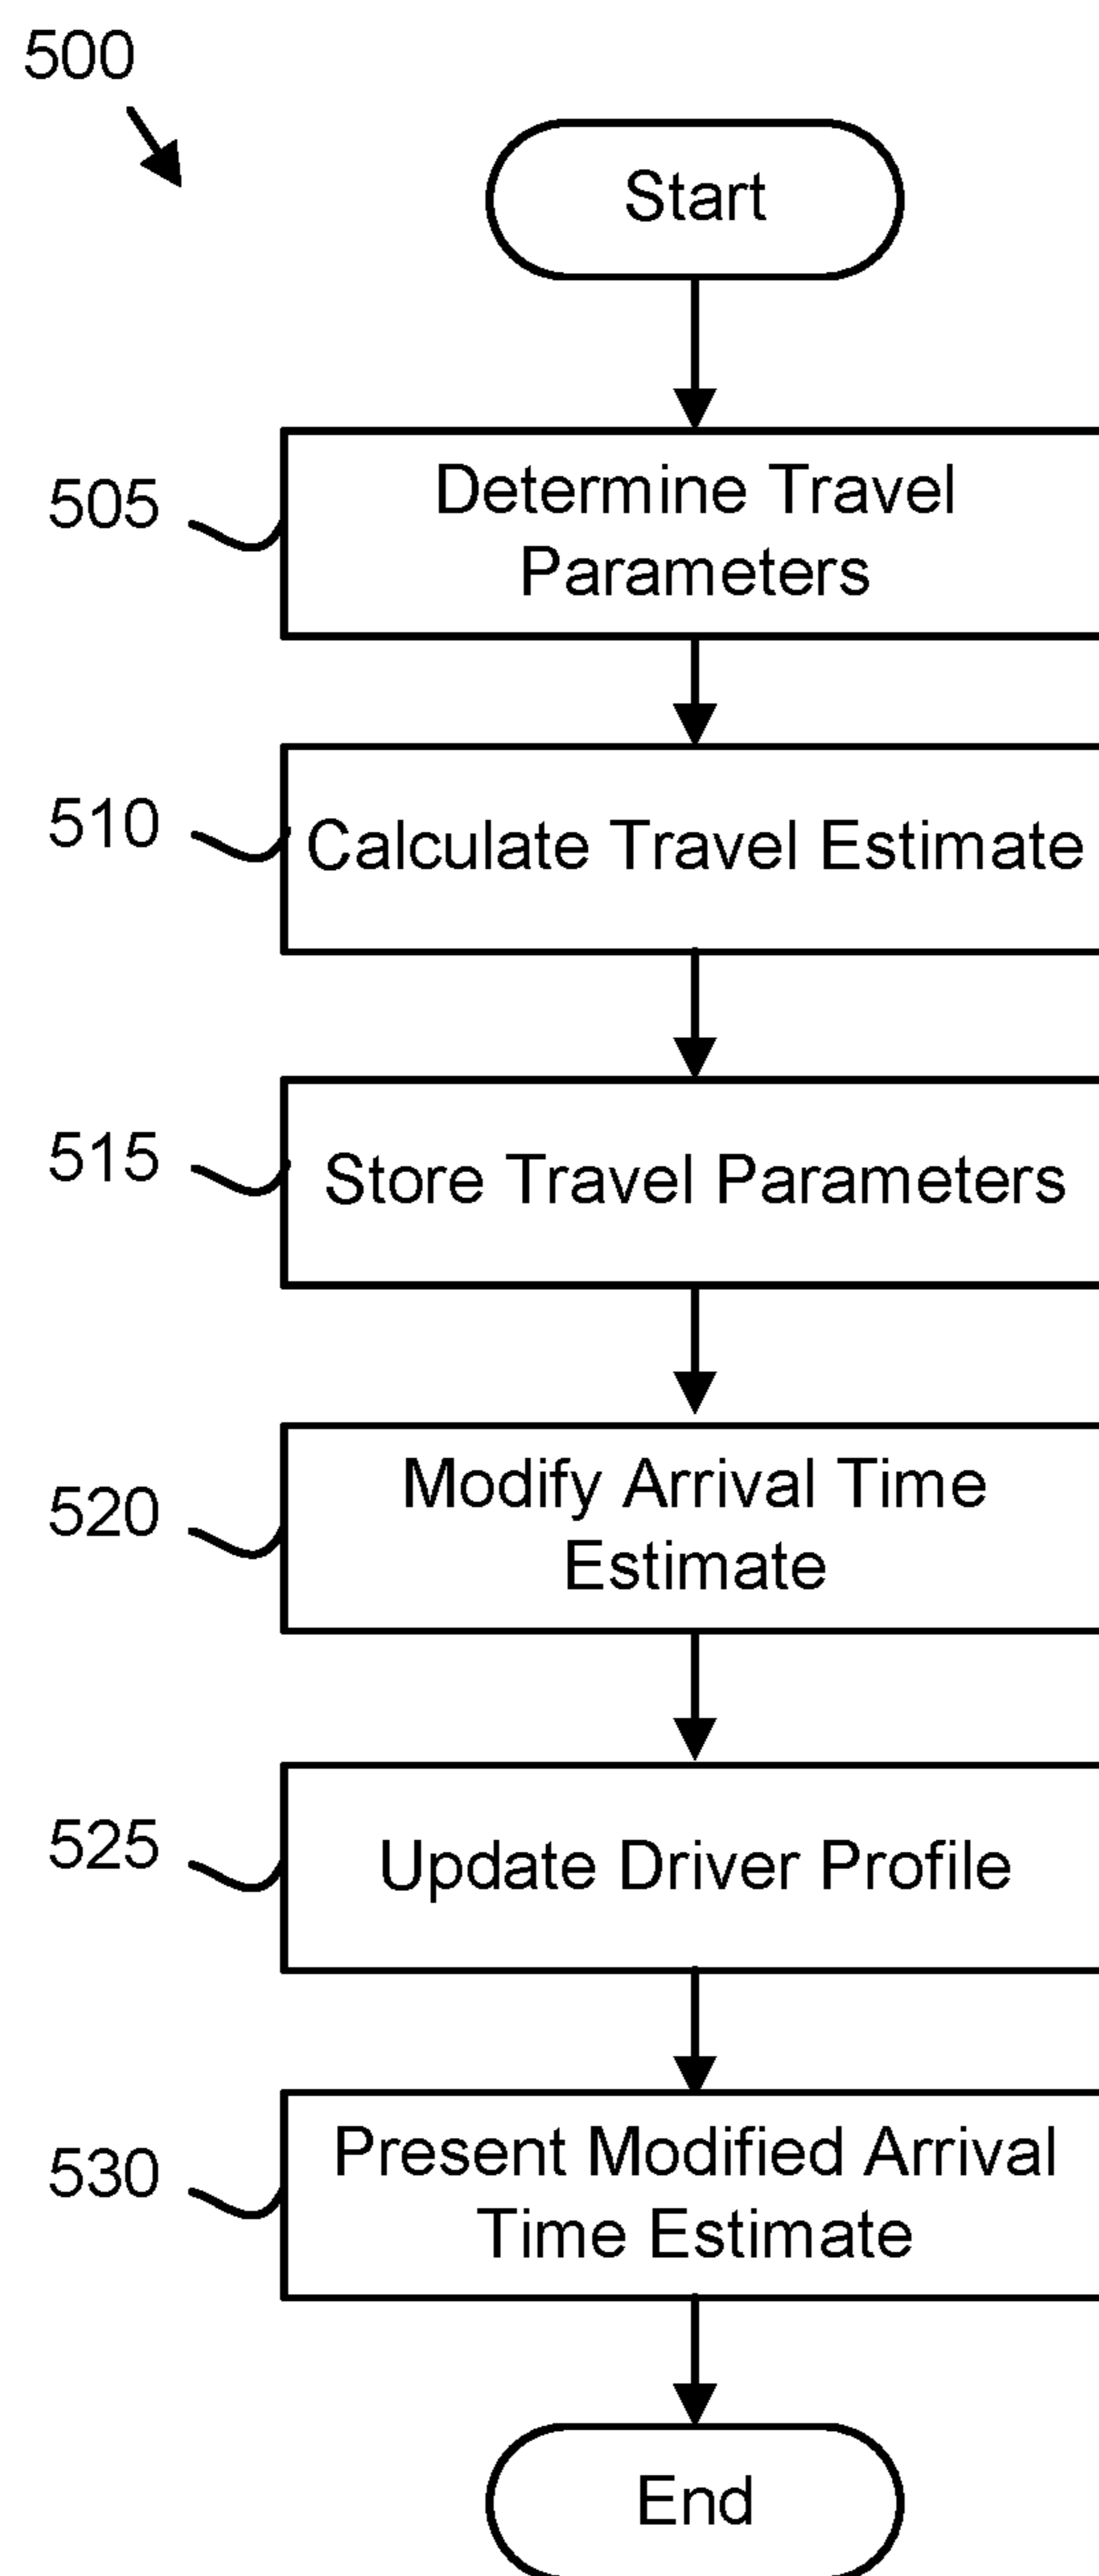 500
Start
505
Determine Travel
Parameters
510
Calculate Travel Estimate
515
Store Travel Parameters
520
Modify Arrival Time
Estimate
525
Update Driver Profile
530
Present Modified Arrival
Time Estimate
End